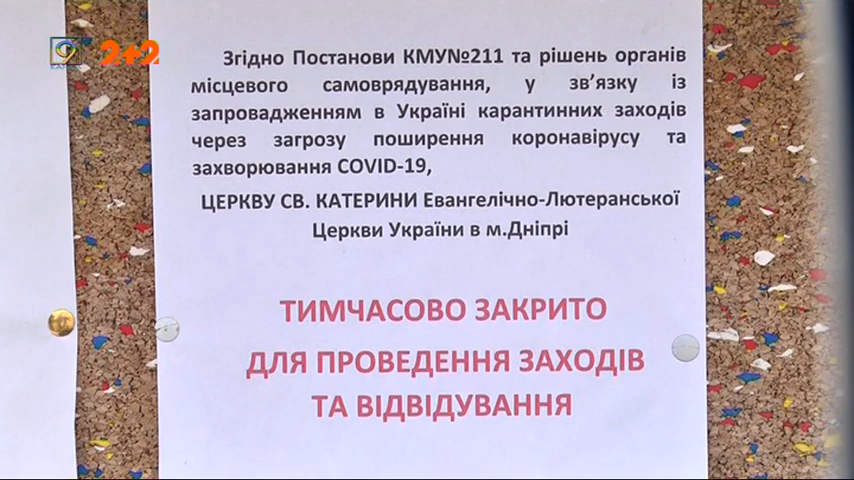 9
КАНАЛ
2+2
Згідно Постанови КМУ№211 та рішень органів
місцевого самоврядування, у зв’язку із
запровадженням в Україні карантинних заходів
через загрозу поширення коронавірусу та
захворювання COVID-19,
ЦЕРКВУ СВ. КАТЕРИНИ Евангелічно-Лютеранської
Церкви України в м.Дніпрі
ТИМЧАСОВО ЗАКРИТО
ДЛЯ ПРОВЕДЕННЯ ЗАХОДІВ
ТА ВІДВІДУВАННЯ